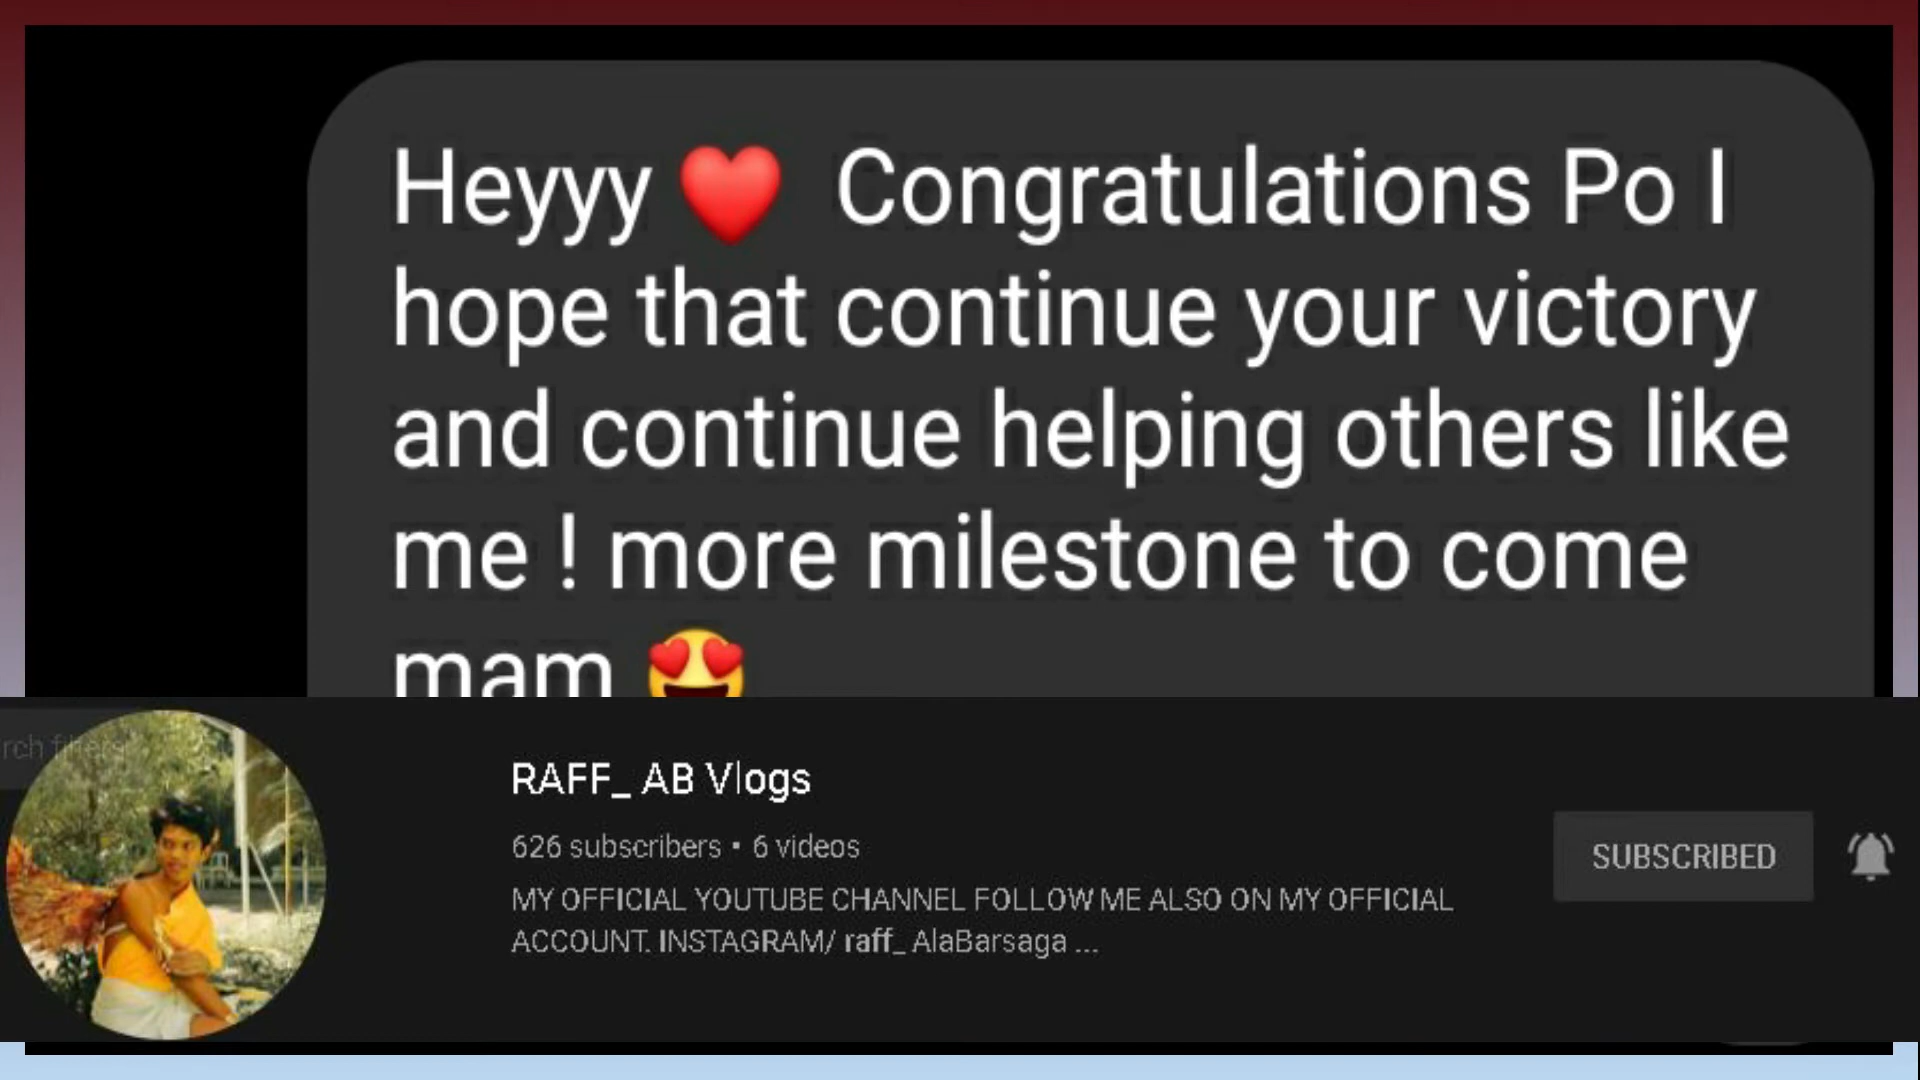 Heyyy ❤️ Congratulations Po I
hope that continue your victory
and continue helping others like
me ! more milestone to come
mam 😍
rch filters
RAFF_ AB Vlogs
626 subscribers • 6 videos
SUBSCRIBED
MY OFFICIAL YOUTUBE CHANNEL FOLLOW ME ALSO ON MY OFFICIAL
ACCOUNT. INSTAGRAM/ raff_ AlaBarsaga ...